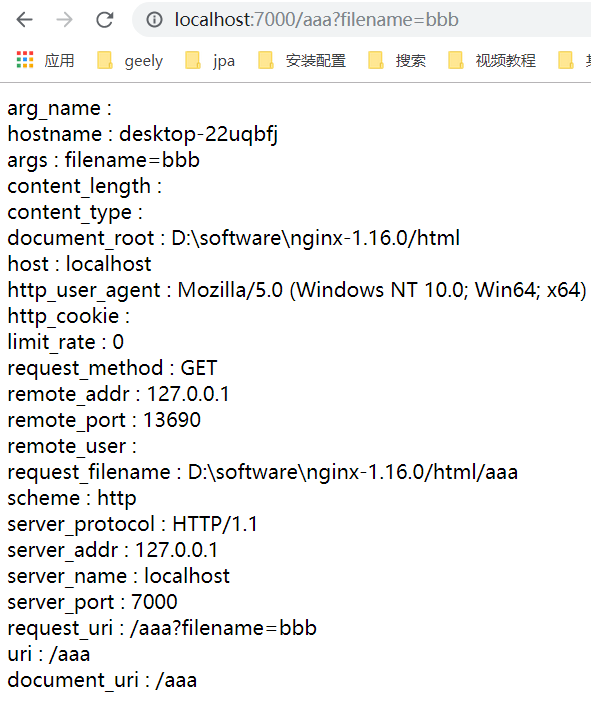 localhost:7000/aaa?filename=bbb
应用 geely jpa 安装配置 搜索 视频教程
arg_name :
hostname : desktop-22uqbfj
args : filename=bbb
content_length :
content_type :
document_root : D:\software\nginx-1.16.0/html
host : localhost
http_user_agent : Mozilla/5.0 (Windows NT 10.0; Win64; x64)
http_cookie :
limit_rate : 0
request_method : GET
remote_addr : 127.0.0.1
remote_port : 13690
remote_user :
request_filename : D:\software\nginx-1.16.0/html/aaa
scheme : http
server_protocol : HTTP/1.1
server_addr : 127.0.0.1
server_name : localhost
server_port : 7000
request_uri : /aaa?filename=bbb
uri : /aaa
document_uri : /aaa